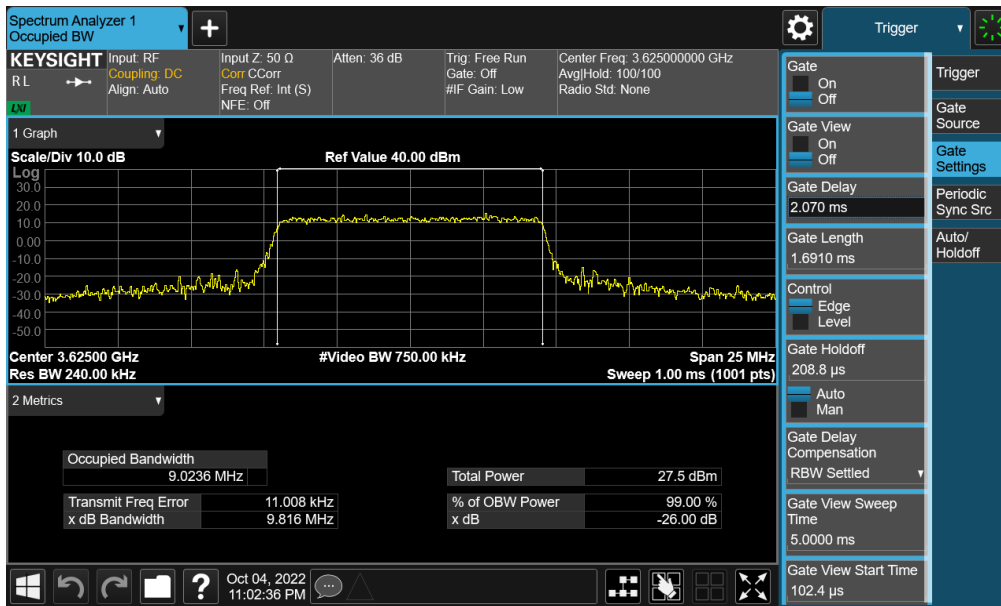 Spectrum Analyzer 1
Occupied BW
+
Trigger
KEYSIGHT
R L
LXI
Input: RF
Coupling: DC
Align: Auto
Input Z: 50 Ω
Corr CCorr
Freq Ref: Int (S)
NFE: Off
Atten: 36 dB
Trig: Free Run
Gate: Off
#IF Gain: Low
Center Freq: 3.625000000 GHz
Avg|Hold: 100/100
Radio Std: None
1 Graph
Scale/Div 10.0 dB
Ref Value 40.00 dBm
Log
30.0
20.0
10.0
0.00
-10.0
-20.0
-30.0
-40.0
-50.0
Center 3.62500 GHz
#Video BW 750.00 kHz
Span 25 MHz
Res BW 240.00 kHz
Sweep 1.00 ms (1001 pts)
2 Metrics
Occupied Bandwidth
9.0236 MHz
Total Power 27.5 dBm
Transmit Freq Error 11.008 kHz
% of OBW Power 99.00 %
x dB Bandwidth 9.816 MHz
x dB -26.00 dB
?
Oct 04, 2022
11:02:36 PM
Gate
On
Off
Gate View
On
Off
Gate Delay
2.070 ms
Gate Length
1.6910 ms
Control
Edge
Level
Gate Holdoff
208.8 µs
Auto
Man
Gate Delay
Compensation
RBW Settled
Gate View Sweep
Time
5.0000 ms
Gate View Start Time
102.4 µs
Trigger
Gate
Source
Gate
Settings
Periodic
Sync Src
Auto/
Holdoff